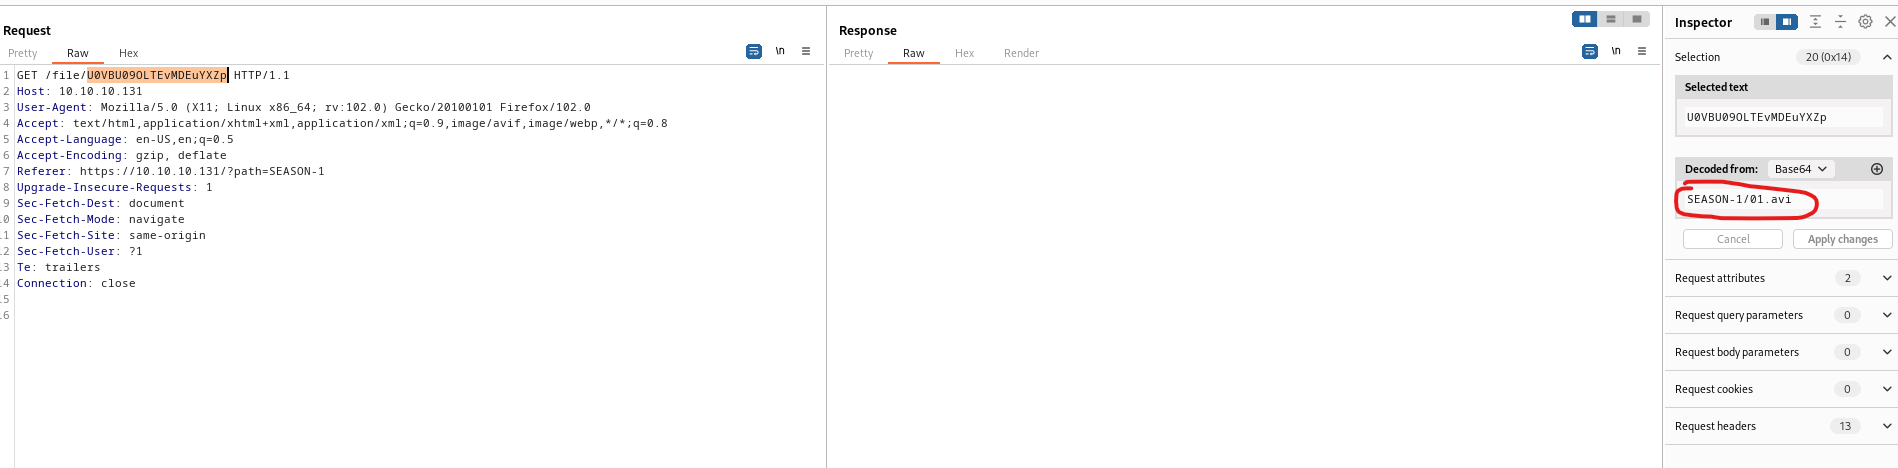 Request
Pretty Raw Hex
\n
1 GET /file/U0VBU09OLTEvMDEuYXZp HTTP/1.1
2 Host: 10.10.10.131
3 User-Agent: Mozilla/5.0 (X11; Linux x86_64; rv:102.0) Gecko/20100101 Firefox/102.0
4 Accept: text/html,application/xhtml+xml,application/xml;q=0.9,image/avif,image/webp,*/*;q=0.8
5 Accept-Language: en-US,en;q=0.5
6 Accept-Encoding: gzip, deflate
7 Referer: https://10.10.10.131/?path=SEASON-1
8 Upgrade-Insecure-Requests: 1
9 Sec-Fetch-Dest: document
10 Sec-Fetch-Mode: navigate
11 Sec-Fetch-Site: same-origin
12 Sec-Fetch-User: ?1
13 Te: trailers
14 Connection: close
15
16
Response
Pretty Raw Hex Render
\n
Inspector
Selection 20 (0x14)
Selected text
U0VBU09OLTEvMDEuYXZp
Decoded from: Base64
SEASON-1/01.avi
Cancel Apply changes
Request attributes 2
Request query parameters 0
Request body parameters 0
Request cookies 0
Request headers 13